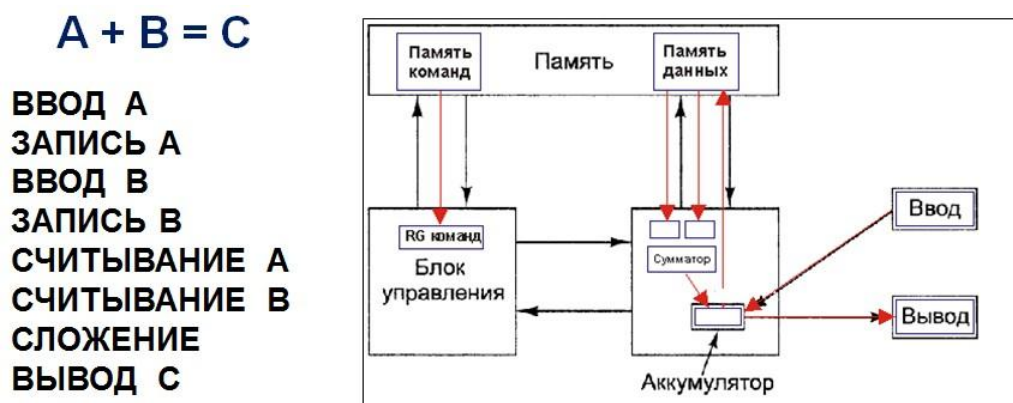 A + B = C
ВВОД А
ЗАПИСЬ А
ВВОД В
ЗАПИСЬ В
СЧИТЫВАНИЕ А
СЧИТЫВАНИЕ В
СЛОЖЕНИЕ
ВЫВОД С
Память
команд
Память
Память
данных
RG команд
Блок
управления
Сумматор
Аккумулятор
Ввод
Вывод